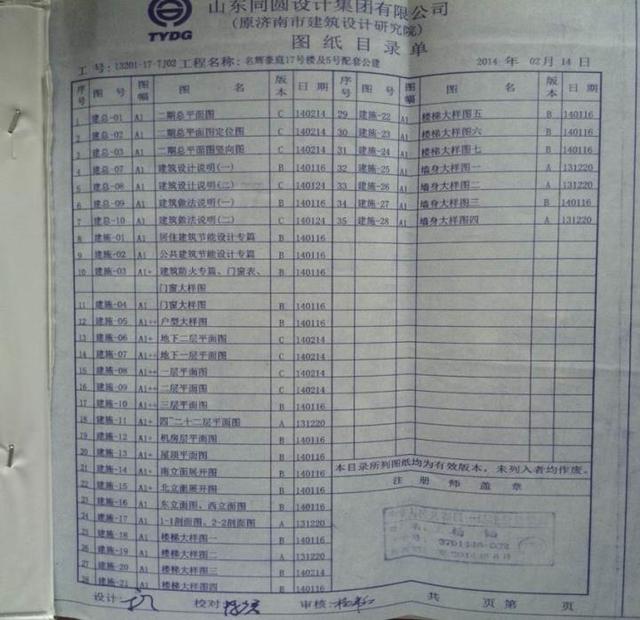 TYDG
山东同圆设计集团有限公司
(原济南市建筑设计研究院)
图纸目录单
工 号: 13201-17-TJ02 工程名称: 名辉豪庭17号楼及5号配套公建 2014 年 02 月 14 日
序号 图 号 图幅 图 名 版本 日 期 序号 图 号 图幅 图 名 版本 日 期
1 建总-01 A1 二期总平面图 C 140214 29 建施-22 A1 楼梯大样图五 B 140116
2 建总-02 A1 二期总平面图定位图 C 140214 30 建施-23 A1 楼梯大样图六 B 140116
3 建总-03 A1 二期总平面图竖向图 C 140214 31 建施-24 A1 楼梯大样图七 B 140116
4 建总-07 A1 建筑设计说明(一) B 140116 32 建施-25 A1 墙身大样图一 A 131220
5 建总-08 A1 建筑设计说明(二) C 140124 33 建施-26 A1 墙身大样图二 A 131220
6 建总-09 A1 建筑做法说明(一) B 140116 34 建施-27 A1 墙身大样图三 B 140116
7 建总-10 A1 建筑做法说明(二) C 140124 35 建施-28 A1 墙身大样图四 A 131220
8 建施-01 A1 居住建筑节能设计专篇 B 140116
9 建施-02 A1 公共建筑节能设计专篇 B 140116
10 建施-03 A1+ 建筑防火专篇、门窗表、 B 140116
门窗大样图
11 建施-04 A1 门窗大样图 B 140116
12 建施-05 A1++ 户型大样图 B 140116
13 建施-06 A1+ 地下二层平面图 C 140214
14 建施-07 A1++ 地下一层平面图 C 140214
15 建施-08 A1++ 一层平面图 C 140214
16 建施-09 A1++ 二层平面图 C 140214
17 建施-10 A1++ 三层平面图 B 140116
18 建施-11 A1+ 四~二十二层平面图 A 131220
19 建施-12 A1+ 机房层平面图 B 140116
20 建施-13 A1+ 屋顶平面图 B 140116
21 建施-14 A1+ 南立面展开图 B 140116
22 建施-15 A1+ 北立面展开图 B 140116
23 建施-16 A1 东立面图、西立面图 B 140116
24 建施-17 A1 1-1剖面图、2-2剖面图 A 131220
25 建施-18 A1 楼梯大样图一 B 140116
26 建施-19 A1 楼梯大样图二 A 131220
建施-20 A1 楼梯大样图三 B 140214
28 建施-21 A1 楼梯大样图四 B 140116
本目录所列图纸均为有效版本，未列入者均作废。
注 册 师 盖 章
设计: 校对: 审核: 共 页 第 页